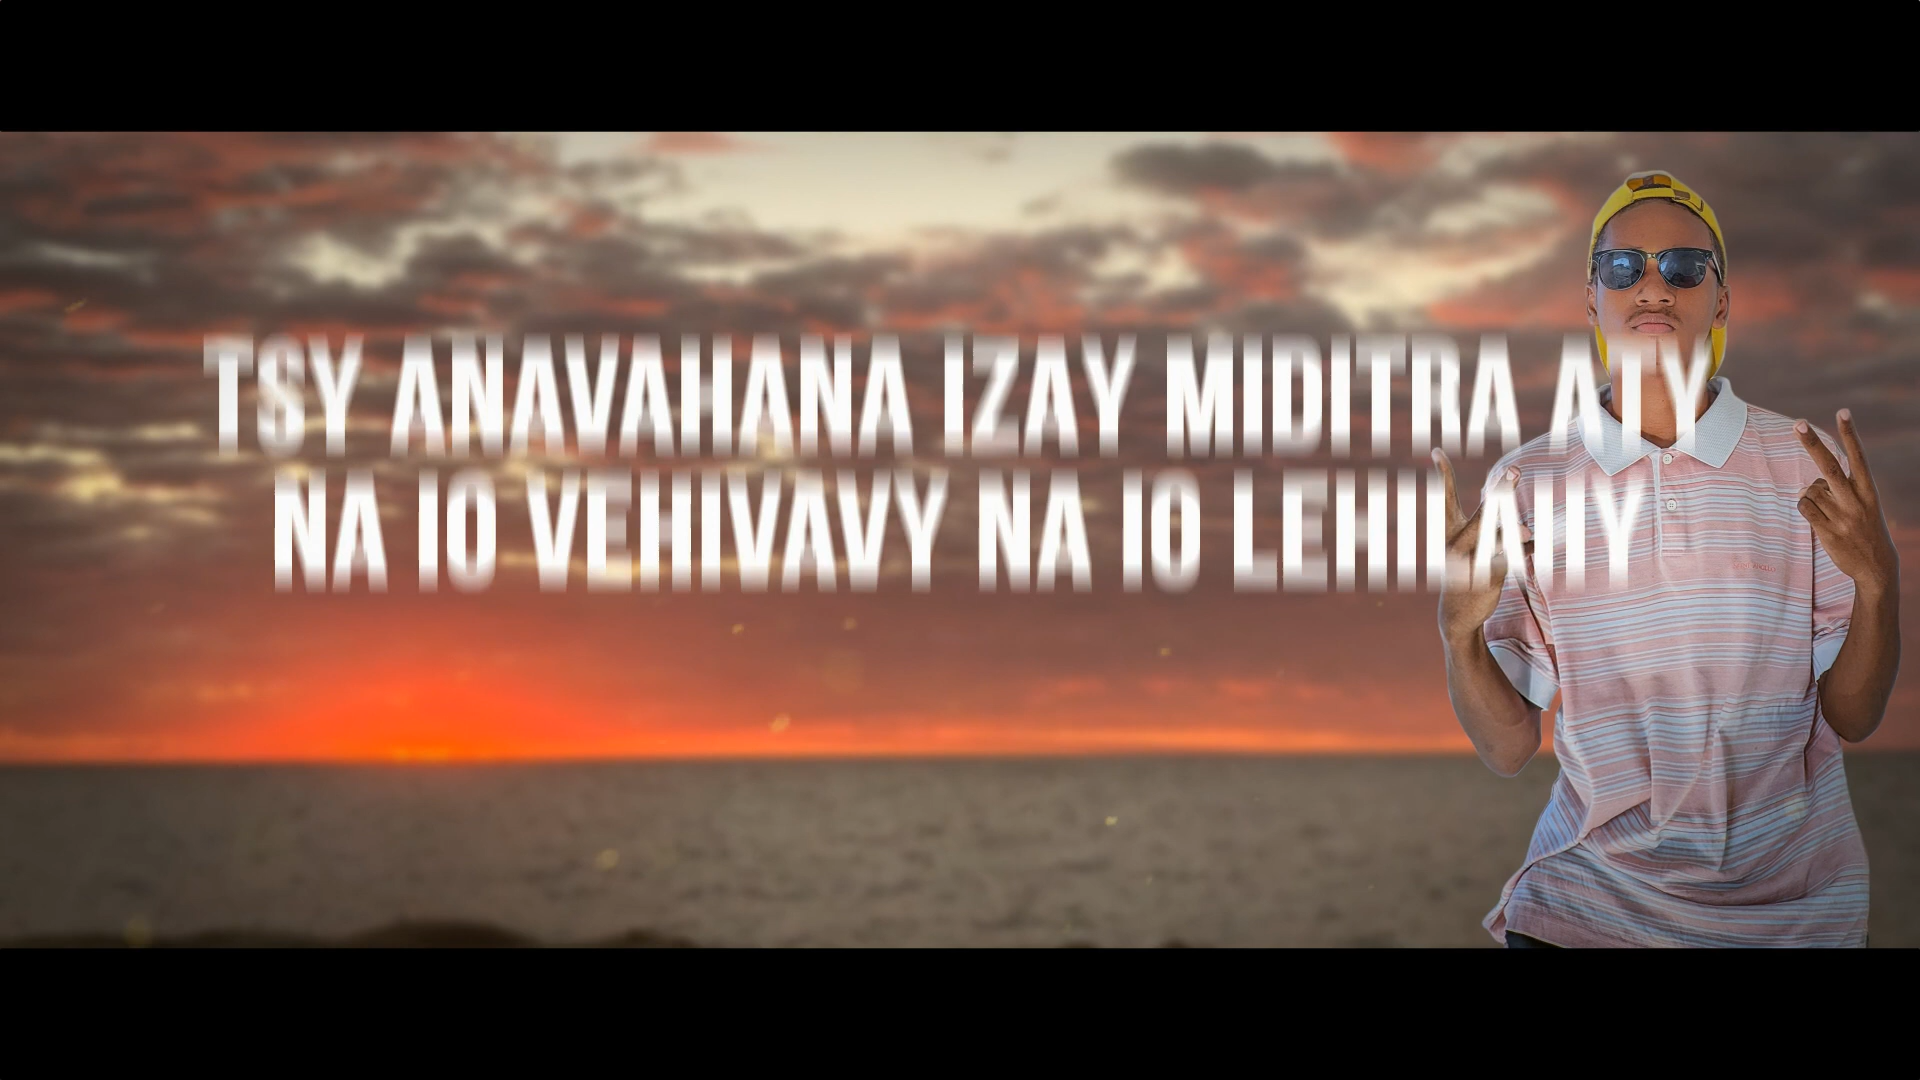 TSY ANAVAHANA IZAY MIDITRA ATY
NA IO VEHIVAVY NA IO LEHILAHY